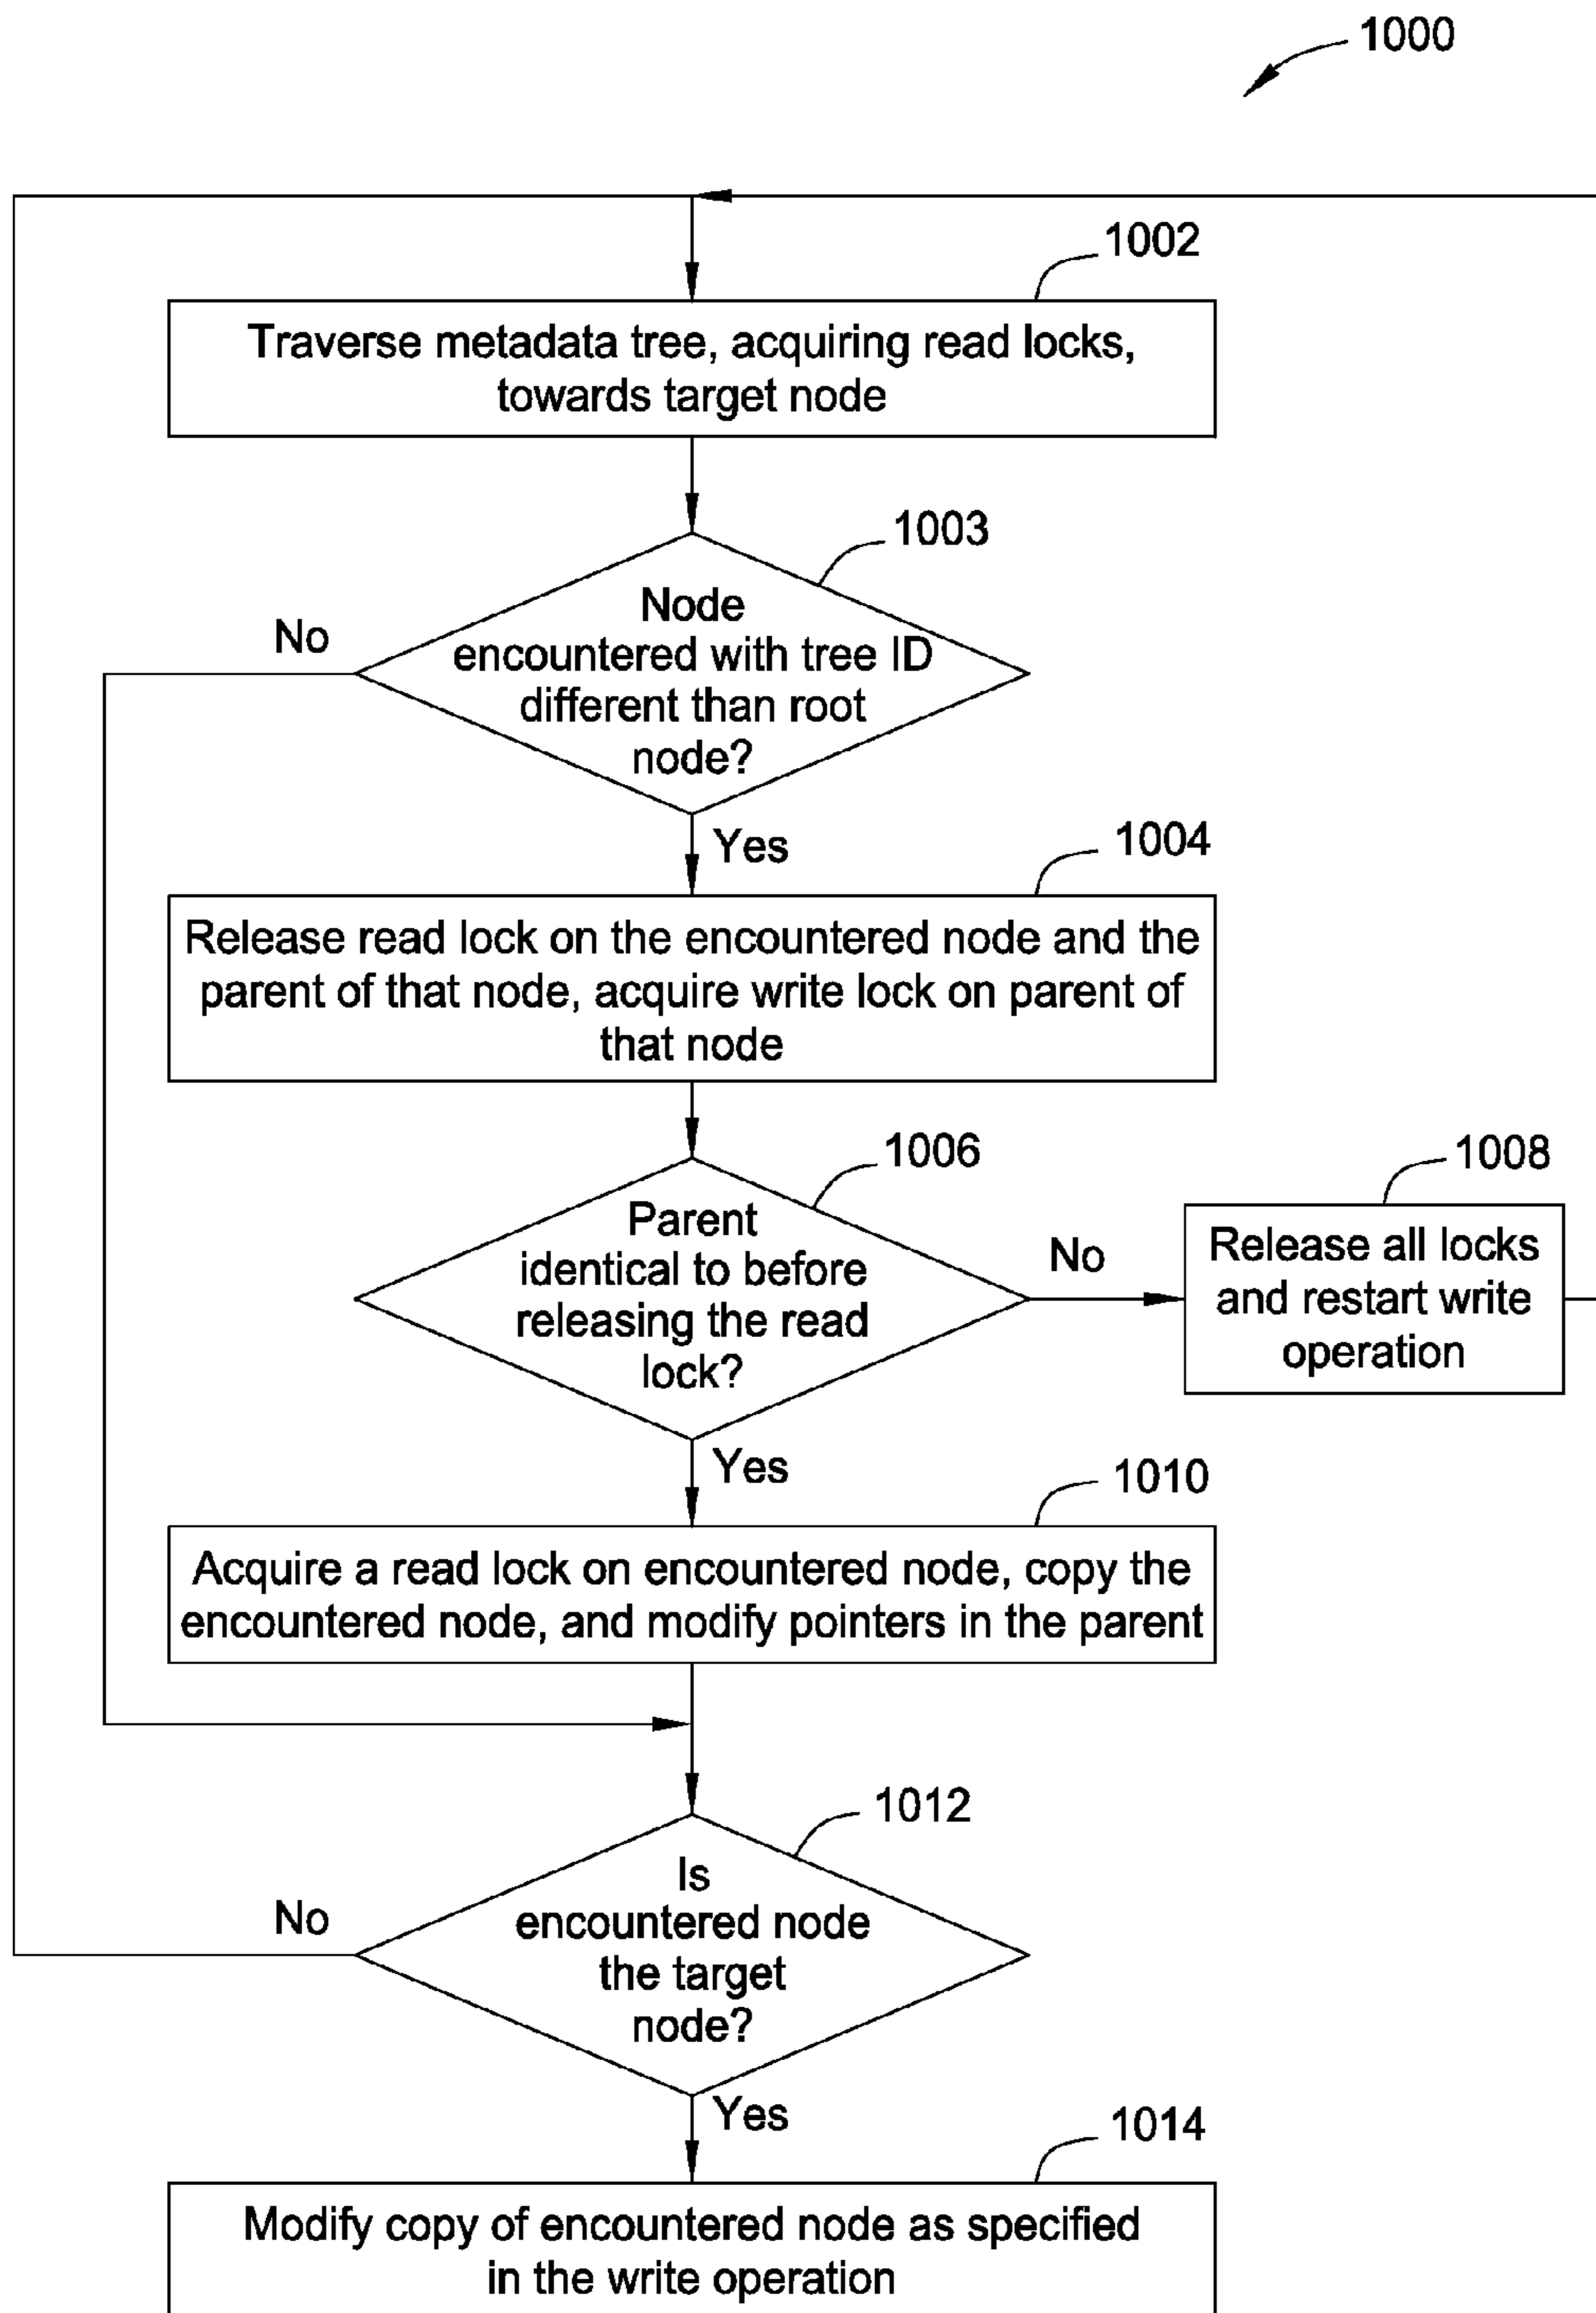 1000
1002
Traverse metadata tree, acquiring read locks,
towards target node
1003
Node
encountered with tree ID
different than root
node?
No
Yes
1004
Release read lock on the encountered node and the
parent of that node, acquire write lock on parent of
that node
1006
Parent
identical to before
releasing the read
lock?
No
1008
Release all locks
and restart write
operation
Yes
1010
Acquire a read lock on encountered node, copy the
encountered node, and modify pointers in the parent
1012
Is
encountered node
the target
node?
No
Yes
1014
Modify copy of encountered node as specified
in the write operation